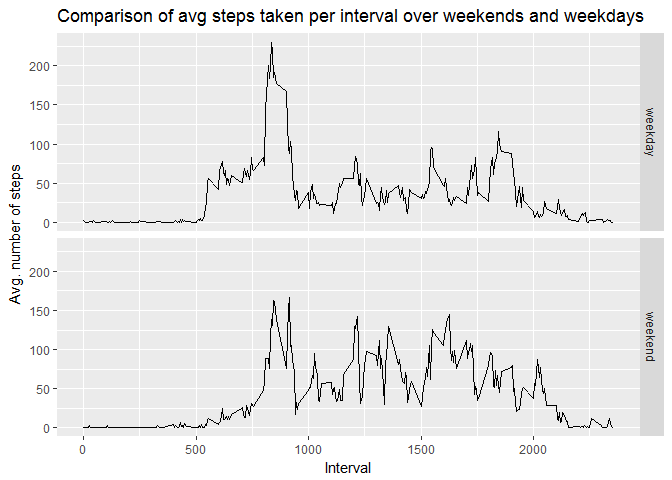 Comparison of avg steps taken per interval over weekends and weekdays
200
150
100
50
0
weekday
200
150
100
50
0
weekend
Avg. number of steps
0 500 1000 1500 2000
Interval